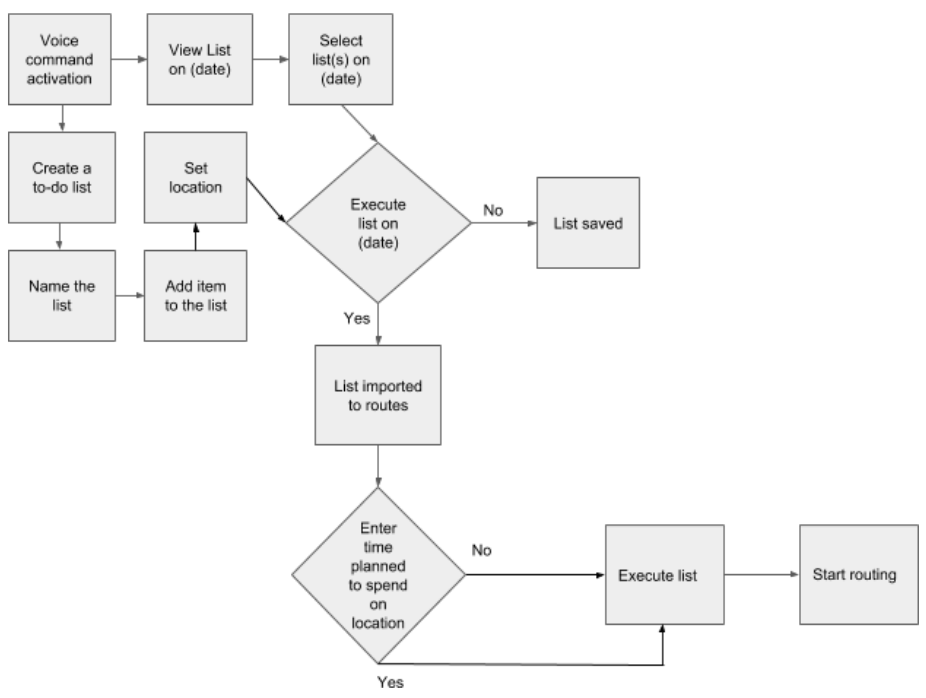 Voice
command
activation
View List
on (date)
Select
list(s) on
(date)
Create a
to-do list
Set
location
Execute
list on
(date)
No
List saved
Name the
list
Add item
to the list
Yes
List imported
to routes
Enter
time
planned
to spend
on
location
No
Execute list
Start routing
Yes